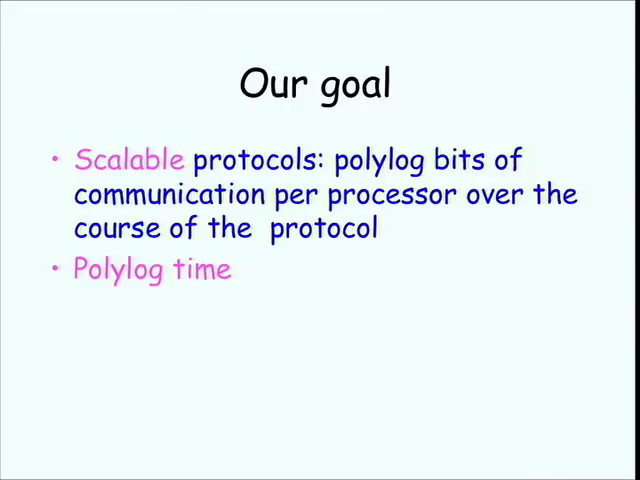 Our goal
• Scalable protocols: polylog bits of
communication per processor over the
course of the protocol
• Polylog time